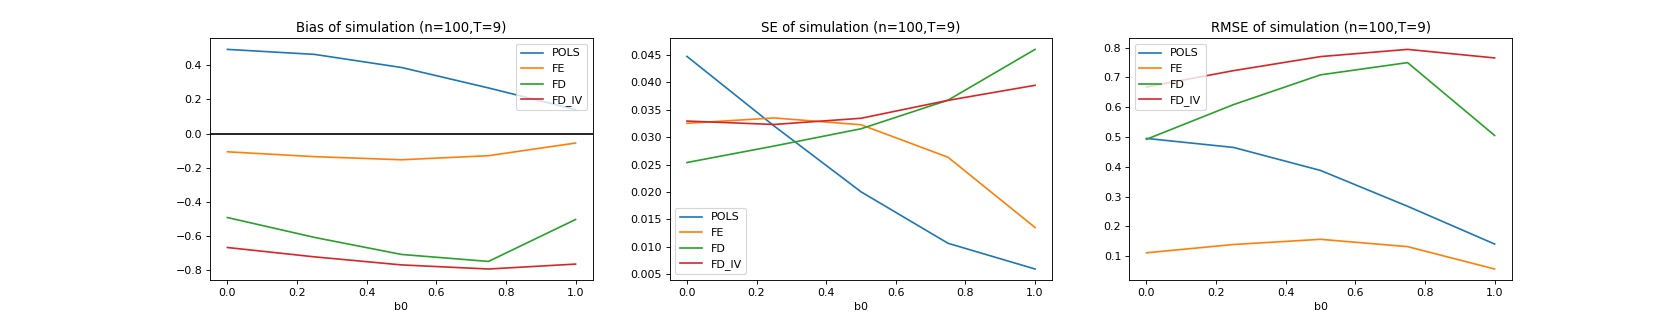 Bias of simulation (n=100,T=9)
POLS
FE
FD
FD_IV
0.4
0.2
0.0
−0.2
−0.4
−0.6
−0.8
0.0 0.2 0.4 0.6 0.8 1.0
b0
SE of simulation (n=100,T=9)
0.045
0.040
0.035
0.030
0.025
0.020
0.015
0.010
0.005
POLS
FE
FD
FD_IV
0.0 0.2 0.4 0.6 0.8 1.0
b0
RMSE of simulation (n=100,T=9)
POLS
FE
FD
FD_IV
0.8
0.7
0.6
0.5
0.4
0.3
0.2
0.1
0.0 0.2 0.4 0.6 0.8 1.0
b0